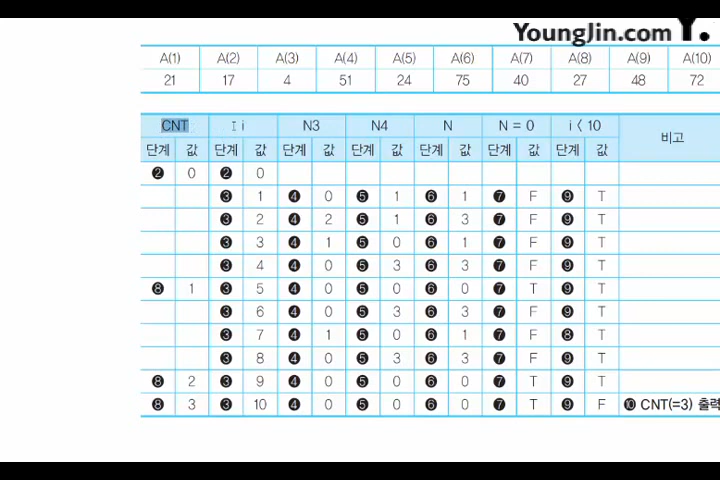 YoungJin.com Y.
A(1) A(2) A(3) A(4) A(5) A(6) A(7) A(8) A(9) A(10)
21 17 4 51 24 75 40 27 48 72
CNT i N3 N4 N N = 0 i < 10 비고
단계 값 단계 값 단계 값 단계 값 단계 값 단계 값 단계 값
❷ 0 ❷ 0
❸ 1 ❹ 0 ❺ 1 ❻ 1 ❼ F ❾ T
❸ 2 ❹ 2 ❺ 1 ❻ 3 ❼ F ❾ T
❸ 3 ❹ 1 ❺ 0 ❻ 1 ❼ F ❾ T
❸ 4 ❹ 0 ❺ 3 ❻ 3 ❼ F ❾ T
❽ 1 ❸ 5 ❹ 0 ❺ 0 ❻ 0 ❼ T ❾ T
❸ 6 ❹ 0 ❺ 3 ❻ 3 ❼ F ❾ T
❸ 7 ❹ 1 ❺ 0 ❻ 1 ❼ F ❽ T
❸ 8 ❹ 0 ❺ 3 ❻ 3 ❼ F ❾ T
❽ 2 ❸ 9 ❹ 0 ❺ 0 ❻ 0 ❼ T ❾ T
❽ 3 ❸ 10 ❹ 0 ❺ 0 ❻ 0 ❼ T ❾ F ❿ CNT(=3) 출력